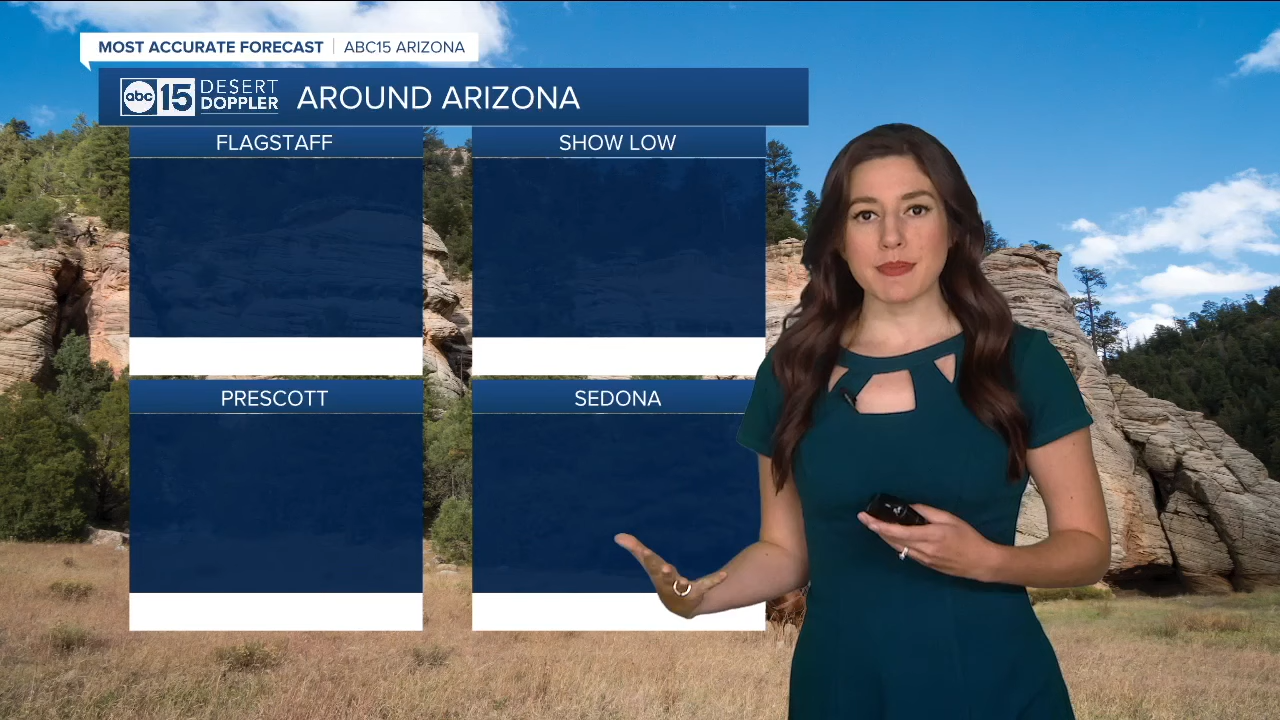 MOST ACCURATE FORECAST | ABC15 ARIZONA
abc 15 DESERT DOPPLER AROUND ARIZONA
FLAGSTAFF
SHOW LOW
PRESCOTT
SEDONA